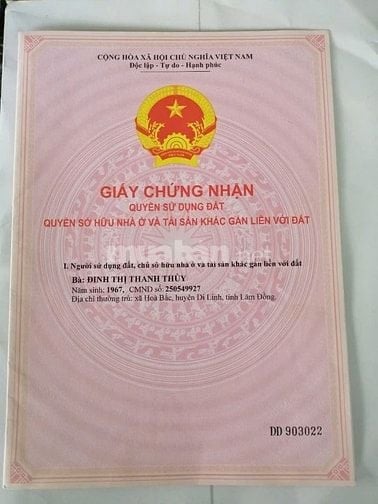 CỘNG HÒA XÃ HỘI CHỦ NGHĨA VIỆT NAM
Độc lập - Tự do - Hạnh phúc
GIẤY CHỨNG NHẬN
QUYỀN SỬ DỤNG ĐẤT
QUYỀN SỞ HỮU NHÀ Ở VÀ TÀI SẢN KHÁC GẮN LIỀN VỚI ĐẤT
muaban
I. Người sử dụng đất, chủ sở hữu nhà ở và tài sản khác gắn liền với đất
Bà: ĐINH THỊ THANH THÙY
Năm sinh: 1967, CMND số: 250549927
Địa chỉ thường trú: xã Hoà Bắc, huyện Di Linh, tỉnh Lâm Đồng.
DD 903022